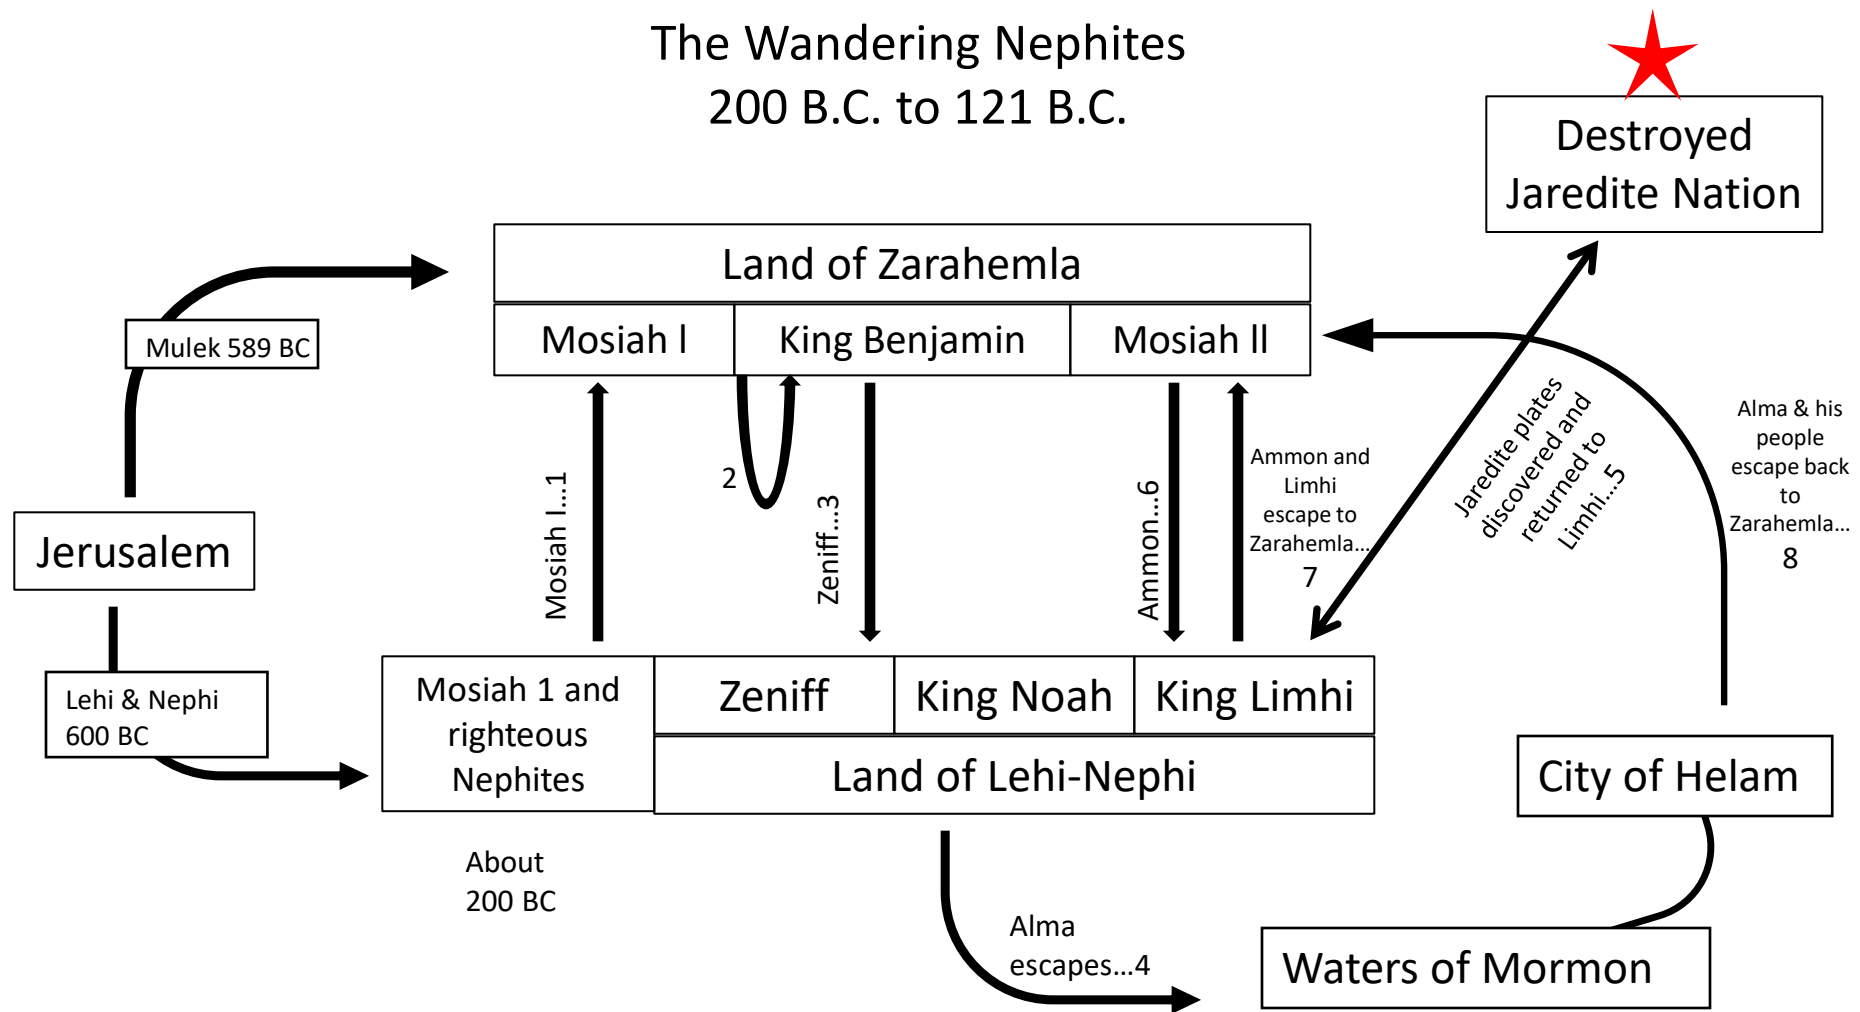 The Wandering Nephites
200 B.C. to 121 B.C.
Destroyed
Jaredite Nation
Land of Zarahemla
Mosiah l
King Benjamin
Mosiah ll
Mulek 589 BC
Jerusalem
Lehi & Nephi
600 BC
Mosiah l…1
2
Zeniff…3
Ammon…6
Ammon and
Limhi
escape to
Zarahemla…
7
Jaredite plates
discovered and
returned to
Limhi…5
Alma & his
people
escape back
to
Zarahemla…
8
Mosiah 1 and
righteous
Nephites
Zeniff
King Noah
King Limhi
Land of Lehi-Nephi
City of Helam
About
200 BC
Alma
escapes…4
Waters of Mormon